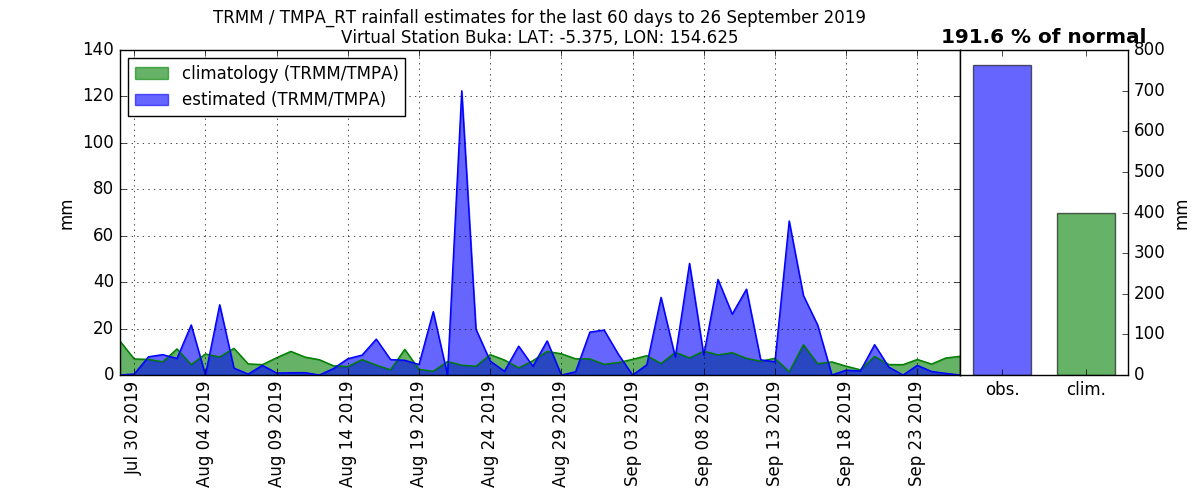 TRMM / TMPA_RT rainfall estimates for the last 60 days to 26 September 2019
Virtual Station Buka: LAT: -5.375, LON: 154.625
191.6 % of normal
climatology (TRMM/TMPA)
estimated (TRMM/TMPA)
140
120
100
80
60
40
20
0
mm
Jul 30 2019
Aug 04 2019
Aug 09 2019
Aug 14 2019
Aug 19 2019
Aug 24 2019
Aug 29 2019
Sep 03 2019
Sep 08 2019
Sep 13 2019
Sep 18 2019
Sep 23 2019
obs.
clim.
800
700
600
500
400
300
200
100
0
mm